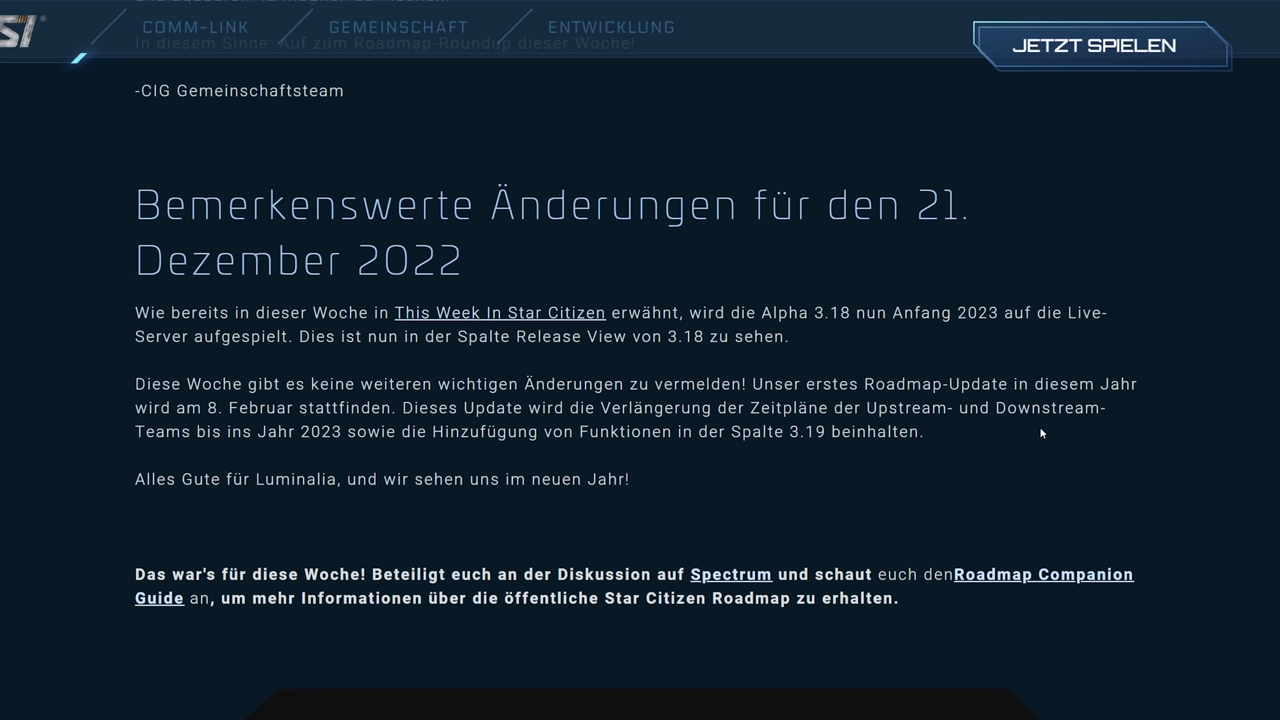 COMM-LINK
GEMEINSCHAFT
ENTWICKLUNG
JETZT SPIELEN
In diesem Sinne: Auf zum Roadmap-Roundup dieser Woche!
-CIG Gemeinschaftsteam
Bemerkenswerte Änderungen für den 21.
Dezember 2022
Wie bereits in dieser Woche in This Week In Star Citizen erwähnt, wird die Alpha 3.18 nun Anfang 2023 auf die Live-
Server aufgespielt. Dies ist nun in der Spalte Release View von 3.18 zu sehen.
Diese Woche gibt es keine weiteren wichtigen Änderungen zu vermelden! Unser erstes Roadmap-Update in diesem Jahr
wird am 8. Februar stattfinden. Dieses Update wird die Verlängerung der Zeitpläne der Upstream- und Downstream-
Teams bis ins Jahr 2023 sowie die Hinzufügung von Funktionen in der Spalte 3.19 beinhalten.
Alles Gute für Luminalia, und wir sehen uns im neuen Jahr!
Das war's für diese Woche! Beteiligt euch an der Diskussion auf Spectrum und schaut euch denRoadmap Companion
Guide an, um mehr Informationen über die öffentliche Star Citizen Roadmap zu erhalten.